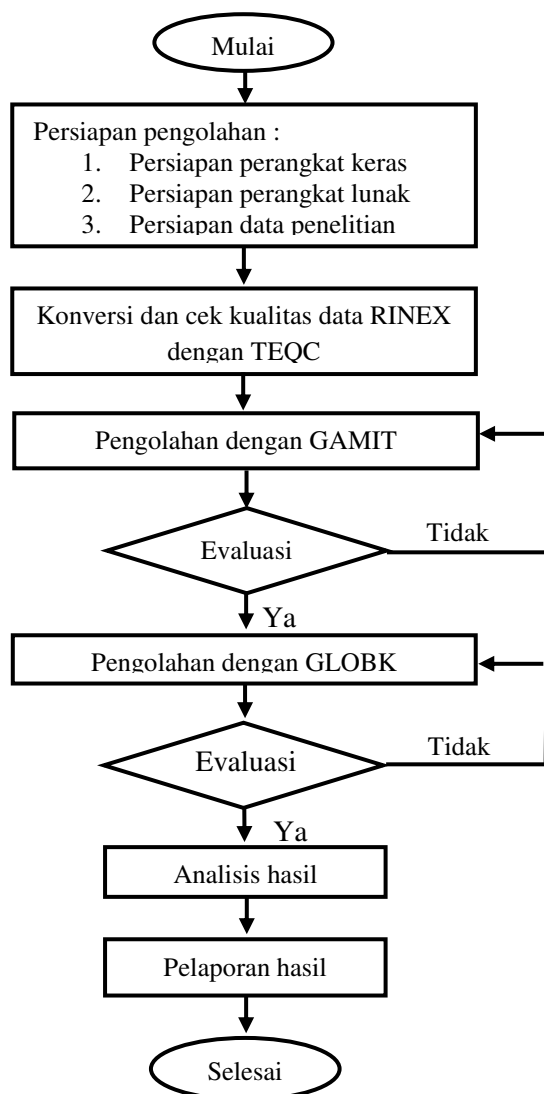 Mulai
Persiapan pengolahan :
1. Persiapan perangkat keras
2. Persiapan perangkat lunak
3. Persiapan data penelitian
Konversi dan cek kualitas data RINEX
dengan TEQC
Pengolahan dengan GAMIT
Evaluasi
Tidak
Ya
Pengolahan dengan GLOBK
Evaluasi
Tidak
Ya
Analisis hasil
Pelaporan hasil
Selesai